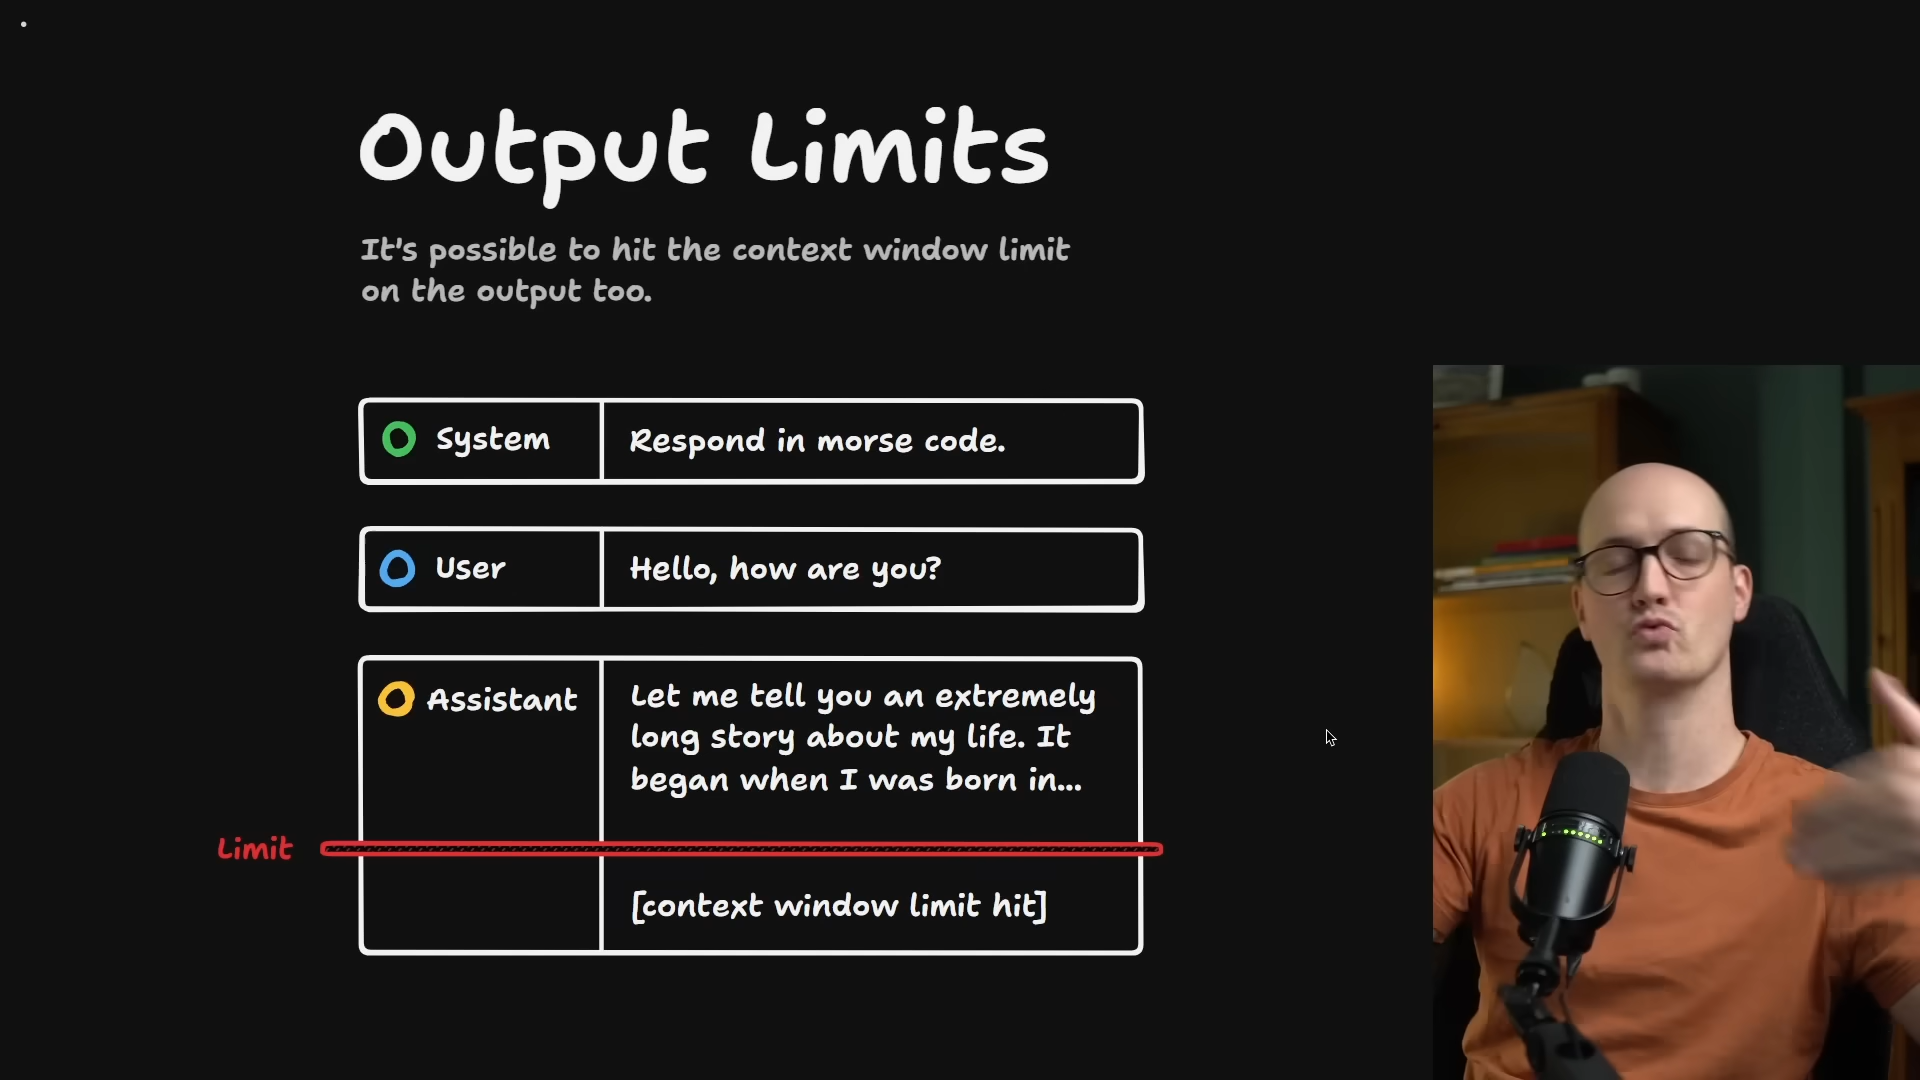 Output Limits
It's possible to hit the context window limit
on the output too.
System
Respond in morse code.
User
Hello, how are you?
Assistant
Let me tell you an extremely
long story about my life. It
began when I was born in...
Limit
[context window limit hit]